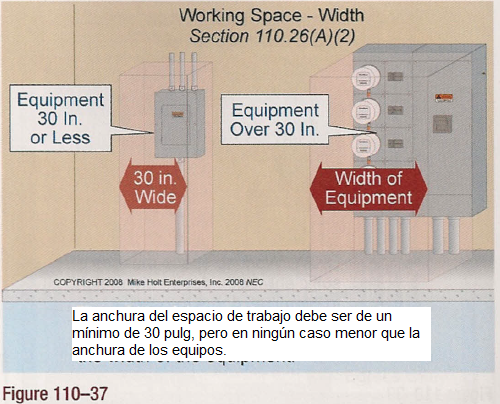 Working Space - Width
Section 110.26(A)(2)
Equipment
30 In.
or Less
Equipment
Over 30 In.
30 in.
Wide
Width of
Equipment
COPYRIGHT 2008 Mike Holt Enterprises, Inc. 2008 NEC
La anchura del espacio de trabajo debe ser de un
mínimo de 30 pulg, pero en ningún caso menor que la
anchura de los equipos.
Figure 110–37